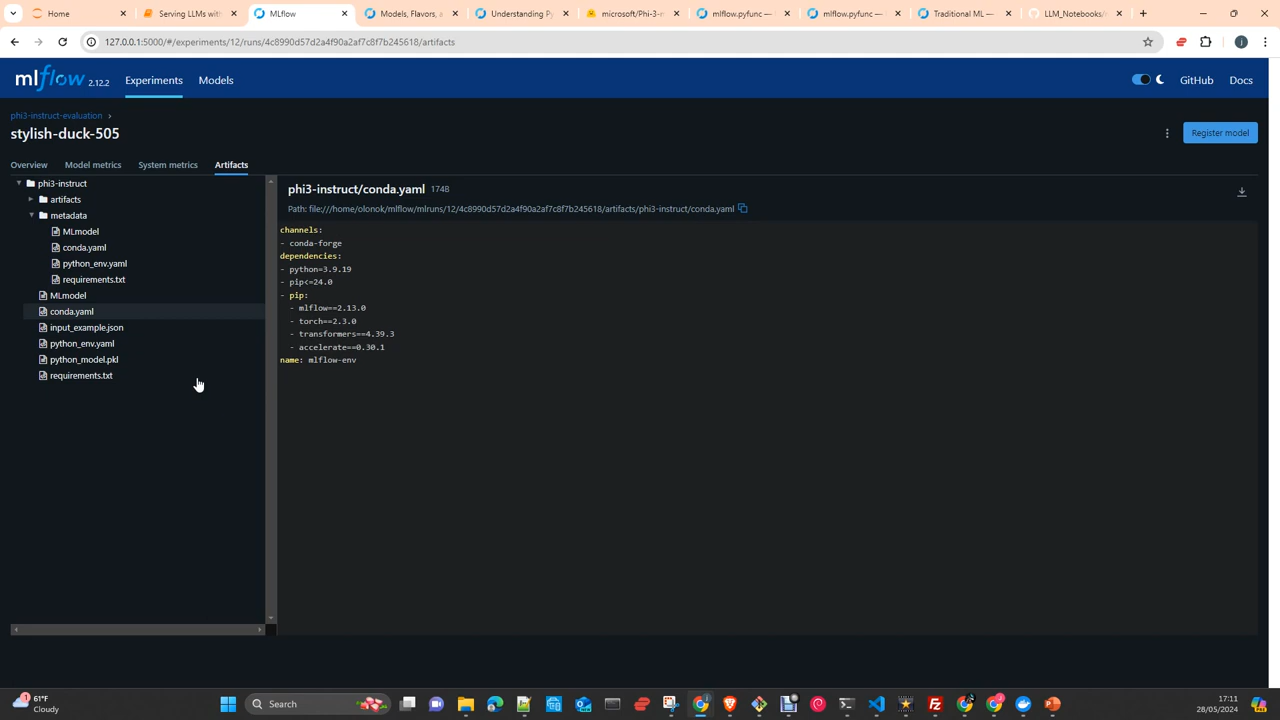 Home
Serving LLMs with
MLflow
Models, Flavors, a
Understanding Py
microsoft/Phi-3-m
mlflow.pyfunc —
mlflow.pyfunc —
Traditional ML —
LLM_Notebooks/
127.0.0.1:5000/#/experiments/12/runs/4c8990d57d2a4f90a2af7c8f7b245618/artifacts
mlflow 2.12.2
Experiments
Models
GitHub
Docs
phi3-instruct-evaluation >
stylish-duck-505
Register model
Overview
Model metrics
System metrics
Artifacts
phi3-instruct
artifacts
metadata
MLmodel
conda.yaml
python_env.yaml
requirements.txt
MLmodel
conda.yaml
input_example.json
python_env.yaml
python_model.pkl
requirements.txt
phi3-instruct/conda.yaml 174B
Path: file:///home/olonok/mlflow/mlruns/12/4c8990d57d2a4f90a2af7c8f7b245618/artifacts/phi3-instruct/conda.yaml
channels:
- conda-forge
dependencies:
- python=3.9.19
- pip<=24.0
- pip:
- mlflow==2.13.0
- torch==2.3.0
- transformers==4.39.3
- accelerate==0.30.1
name: mlflow-env
1
61°F
Cloudy
Search
17:11
28/05/2024